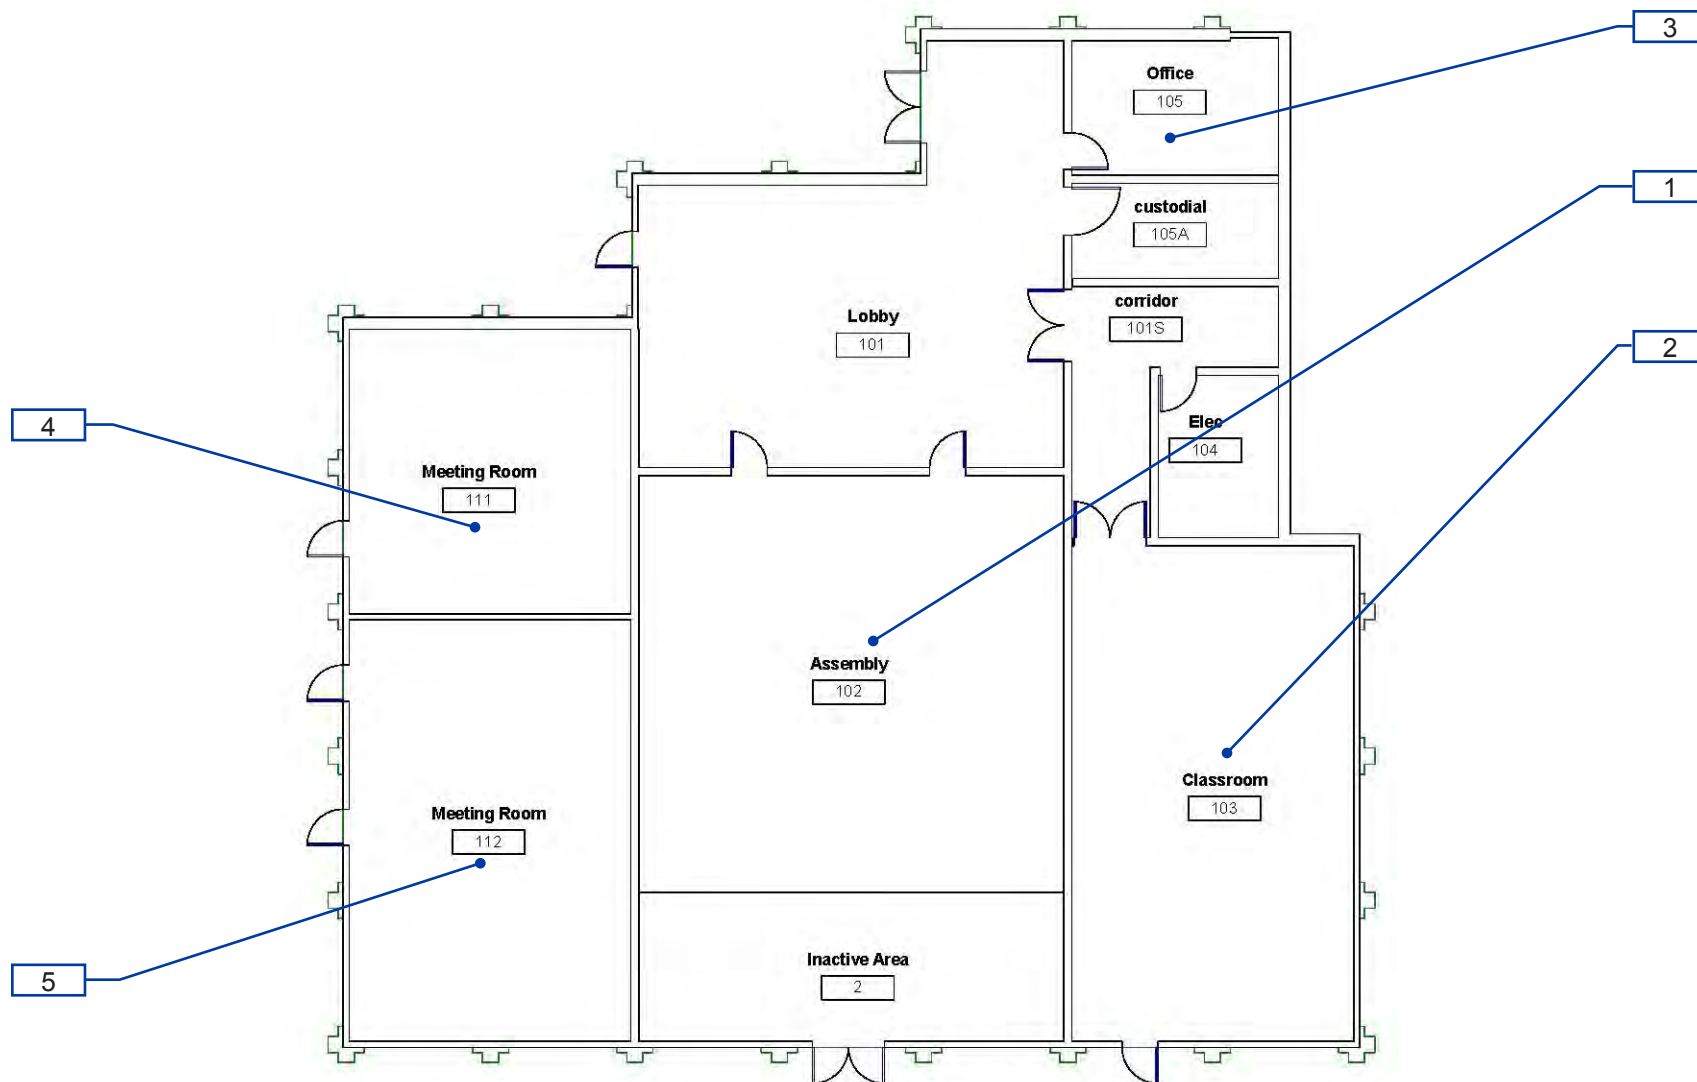 3
Office
105
1
custodial
105A
corridor
101S
Lobby
101
2
4
Elec
104
Meeting Room
111
Assembly
102
Classroom
103
Meeting Room
112
Inactive Area
2
5